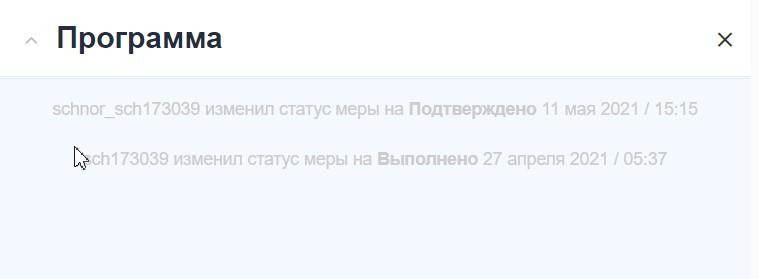 Программа
schnor_sch173039 изменил статус меры на Подтверждено 11 мая 2021 / 15:15
sch173039 изменил статус меры на Выполнено 27 апреля 2021 / 05:37